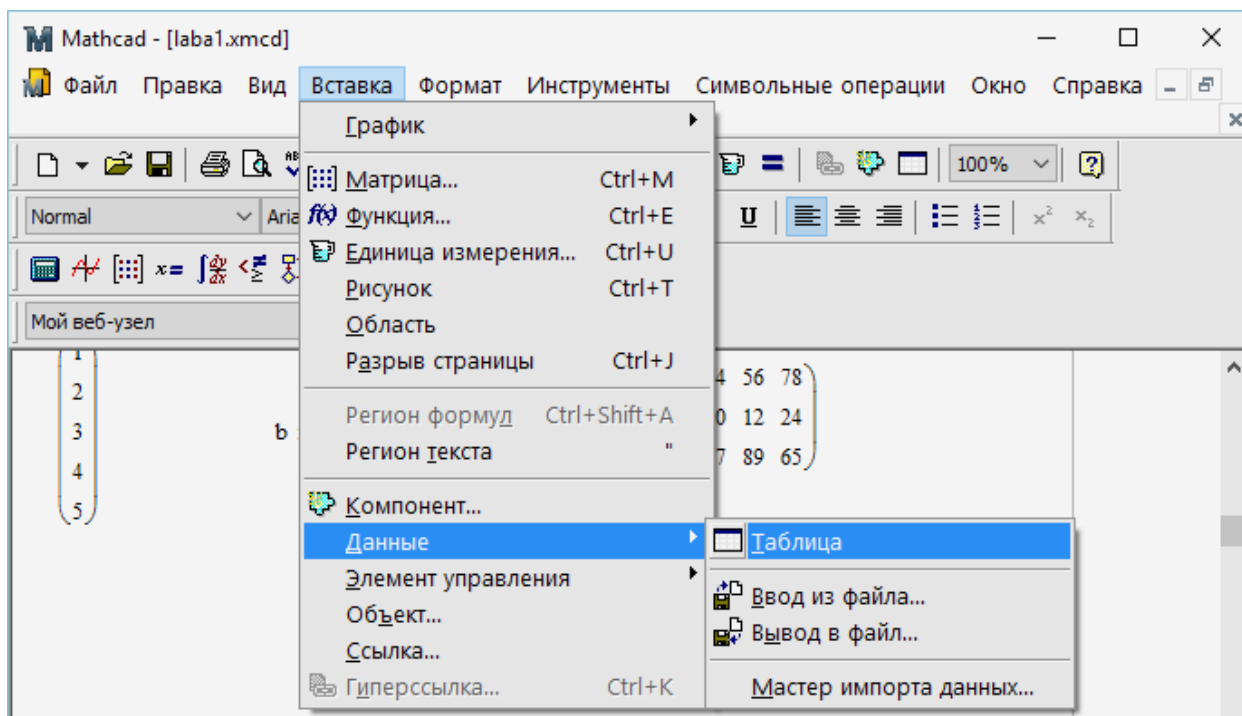 Mathcad - [laba1.xmcd]
Файл Правка Вид Вставка Формат Инструменты Символьные операции Окно Справка
График
100%
Матрица... Ctrl+M
Normal
Функция... Ctrl+E
Единица измерения... Ctrl+U
Рисунок Ctrl+T
Мой веб-узел
Область
Разрыв страницы Ctrl+J
1
4 56 78
2
Регион формул Ctrl+Shift+A
0 12 24
3 b
Регион текста "
7 89 65
4
5
Компонент...
Данные
Таблица
Элемент управления
Ввод из файла...
Объект...
Вывод в файл...
Ссылка...
Гиперссылка... Ctrl+K
Мастер импорта данных...